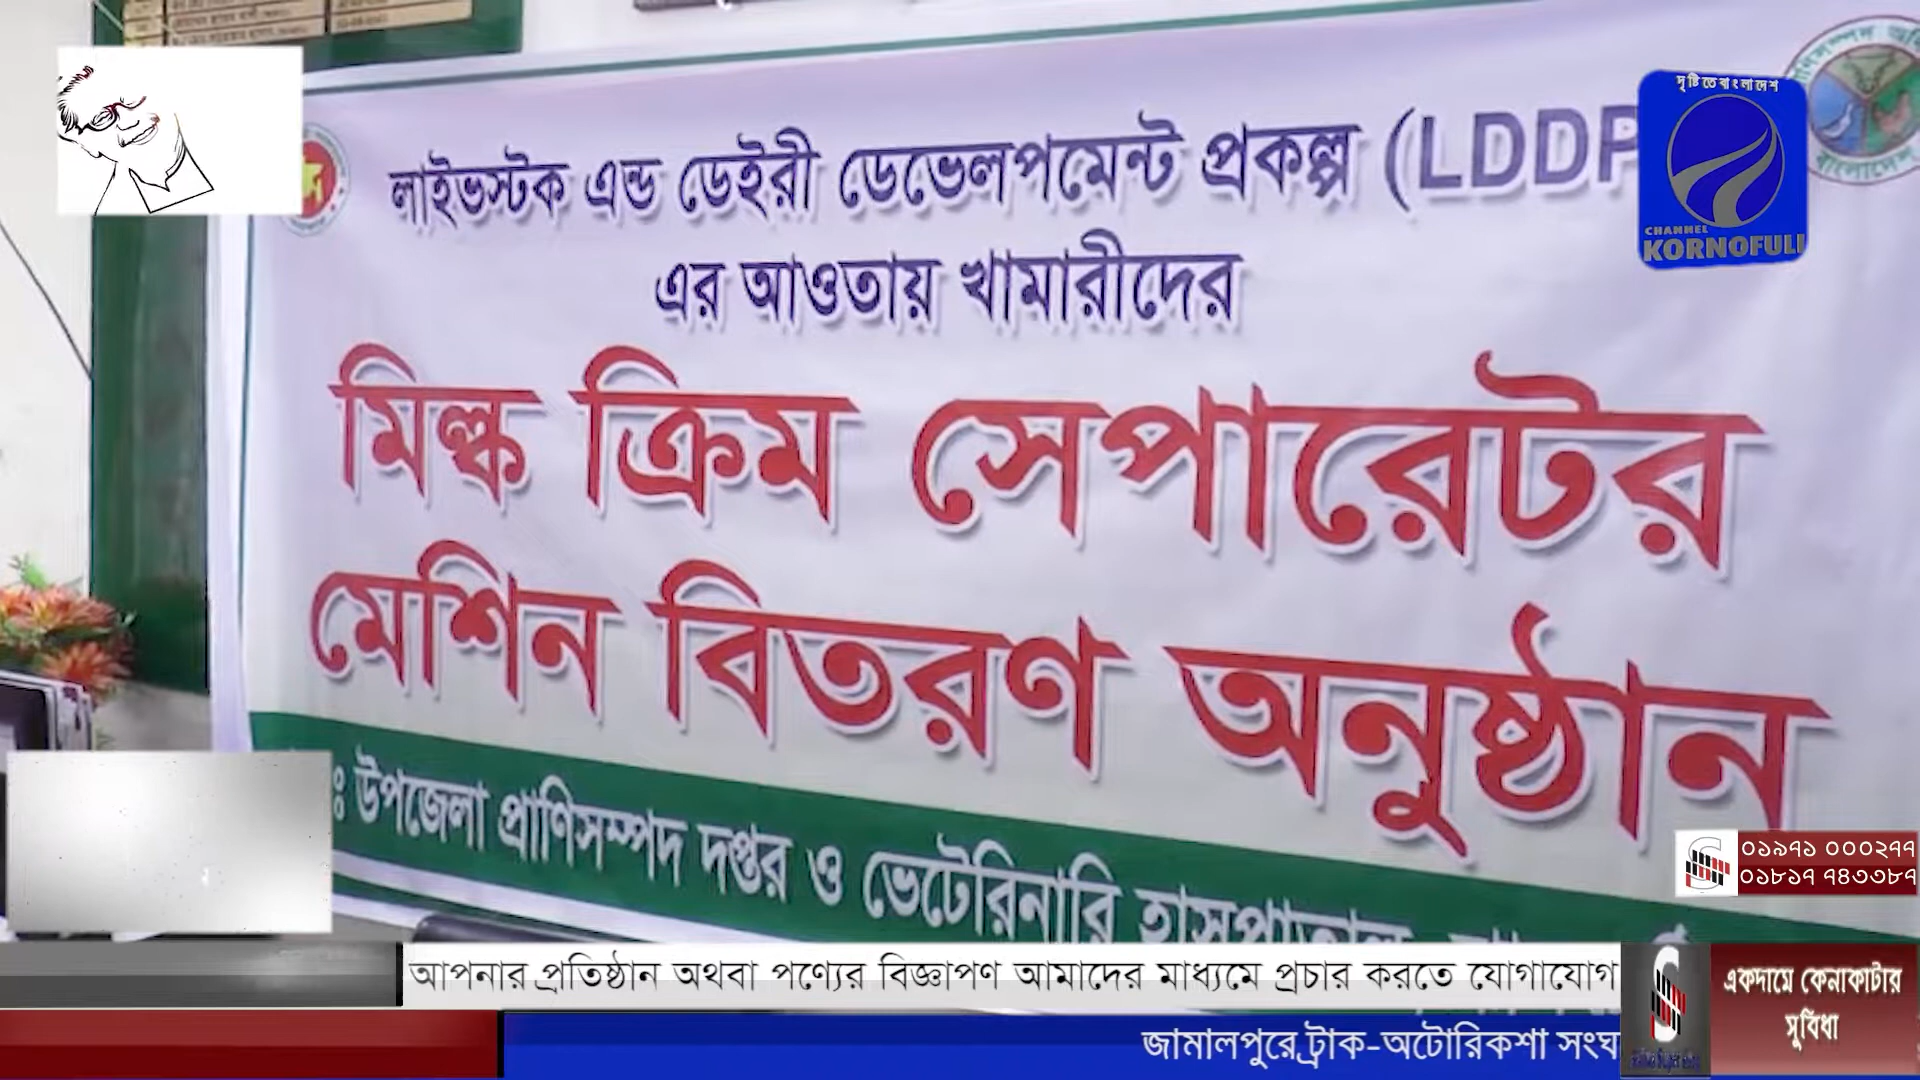 দৃষ্টিতে বাংলাদেশ
CHANNEL
KORNOFULI
লাইভস্টক এন্ড ডেইরী ডেভেলপমেন্ট প্রকল্প (LDDP
এর আওতায় খামারীদের
মিল্ক ক্রিম সেপারেটর
মেশিন বিতরণ অনুষ্ঠান
ঃ উপজেলা প্রাণিসম্পদ দপ্তর ও ভেটেরিনারি হাসপাতাল
০১৯৭১ ০০০২৭৭
০১৮১৭ ৭৪৩৩৮৭
আপনার প্রতিষ্ঠান অথবা পণ্যের বিজ্ঞাপণ আমাদের মাধ্যমে প্রচার করতে যোগাযোগ
একদামে কেনাকাটার
সুবিধা
জামালপুরে ট্রাক-অটোরিকশা সংঘ